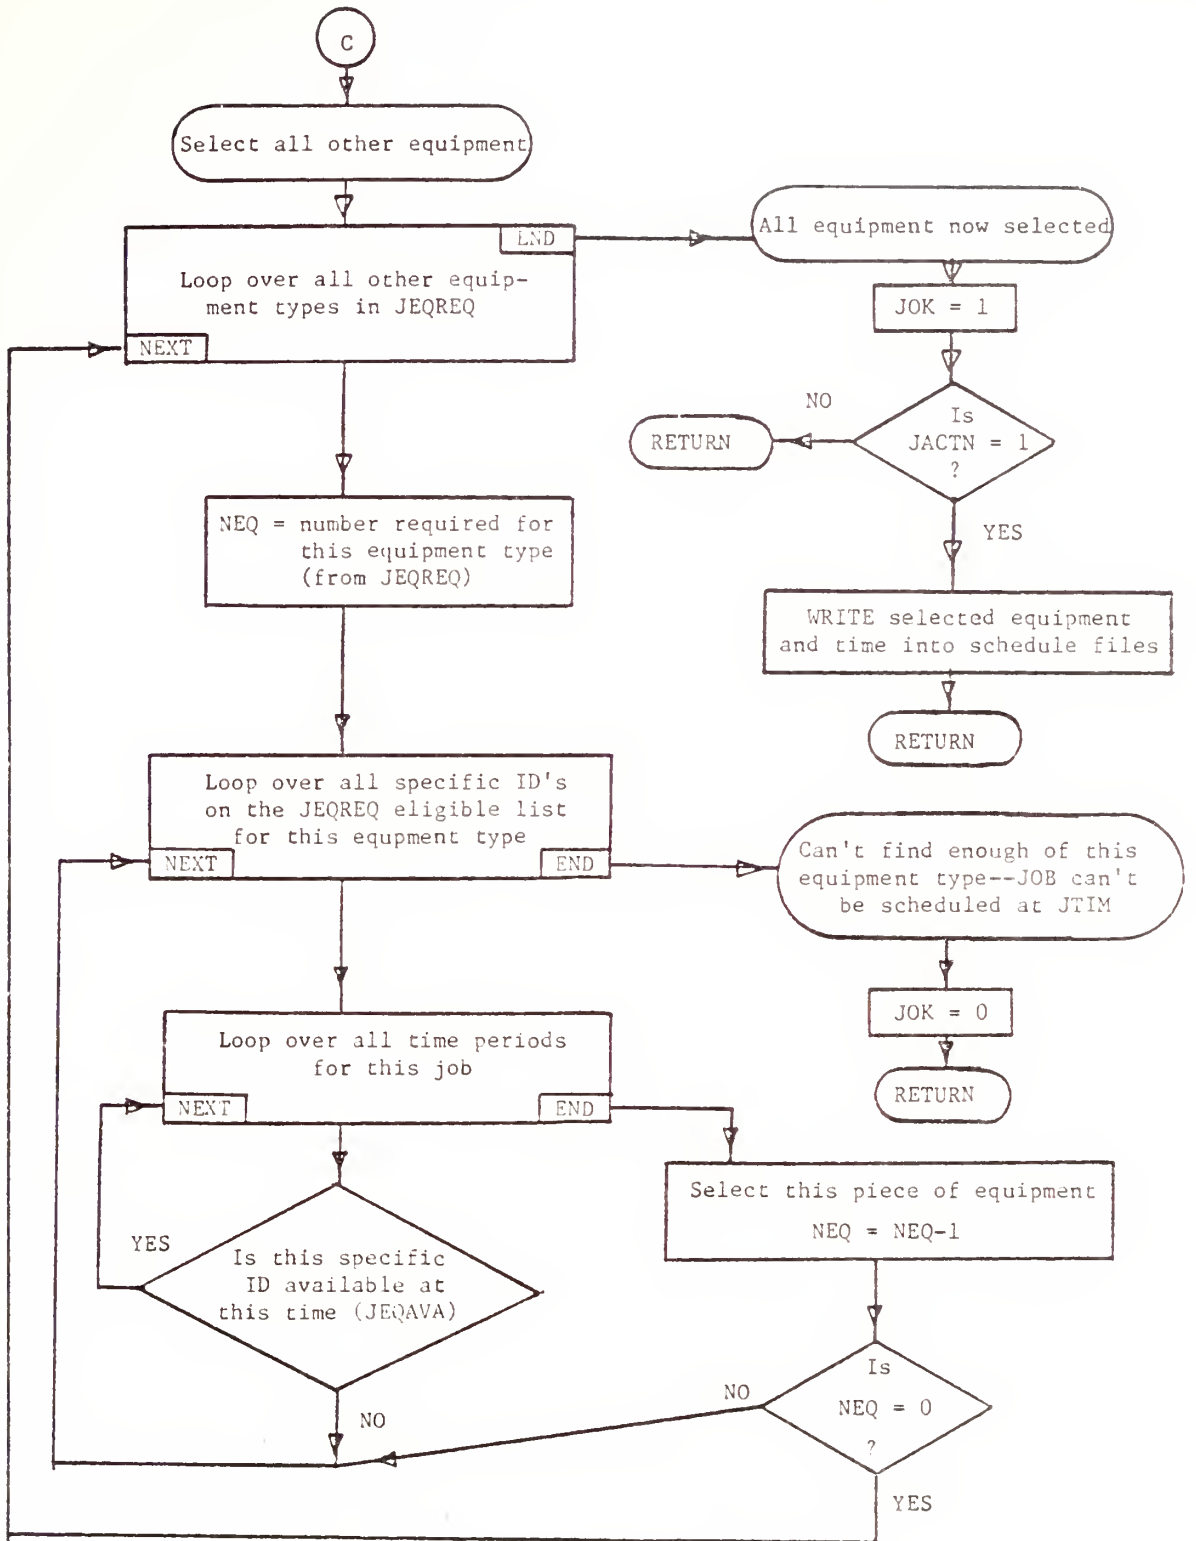 C
Select all other equipment
END
Loop over all other equip-
ment types in JEQREQ
NEXT
All equipment now selected
JOK = 1
Is
JACTN = 1
?
NO
RETURN
YES
WRITE selected equipment
and time into schedule files
RETURN
NEQ = number required for
this equipment type
(from JEQREQ)
Loop over all specific ID's
on the JEQREQ eligible list
for this equpment type
NEXT
END
Can't find enough of this
equipment type--JOB can't
be scheduled at JTIM
JOK = 0
RETURN
Loop over all time periods
for this job
NEXT
END
Select this piece of equipment
NEQ = NEQ-1
YES
Is this specific
ID available at
this time (JEQAVA)
NO
Is
NEQ = 0
?
NO
YES